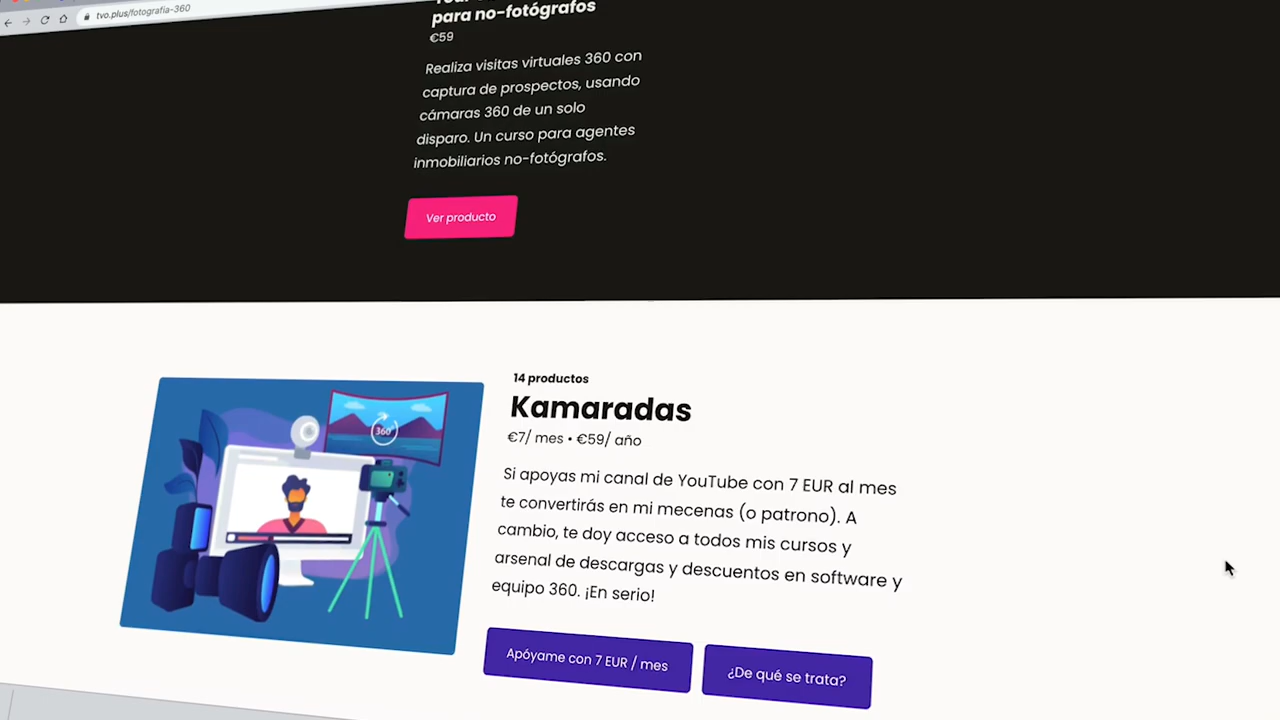 tvo.plus/fotografia-360
para no-fotógrafos
€59
Realiza visitas virtuales 360 con
captura de prospectos, usando
cámaras 360 de un solo
disparo. Un curso para agentes
inmobiliarios no-fotógrafos.
Ver producto
360
14 productos
Kamaradas
€7/ mes • €59/ año
Si apoyas mi canal de YouTube con 7 EUR al mes
te convertirás en mi mecenas (o patrono). A
cambio, te doy acceso a todos mis cursos y
arsenal de descargas y descuentos en software y
equipo 360. ¡En serio!
Apóyame con 7 EUR / mes
¿De qué se trata?